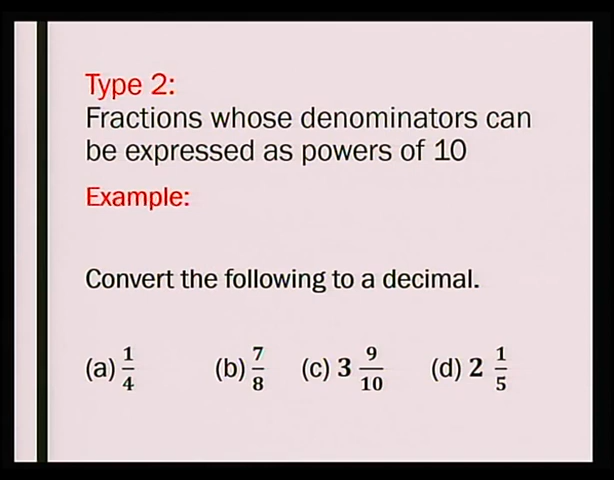 Type 2:
Fractions whose denominators can
be expressed as powers of 10
Example:
Convert the following to a decimal.
(a) 1/4 (b) 7/8 (c) 3 9/10 (d) 2 1/5